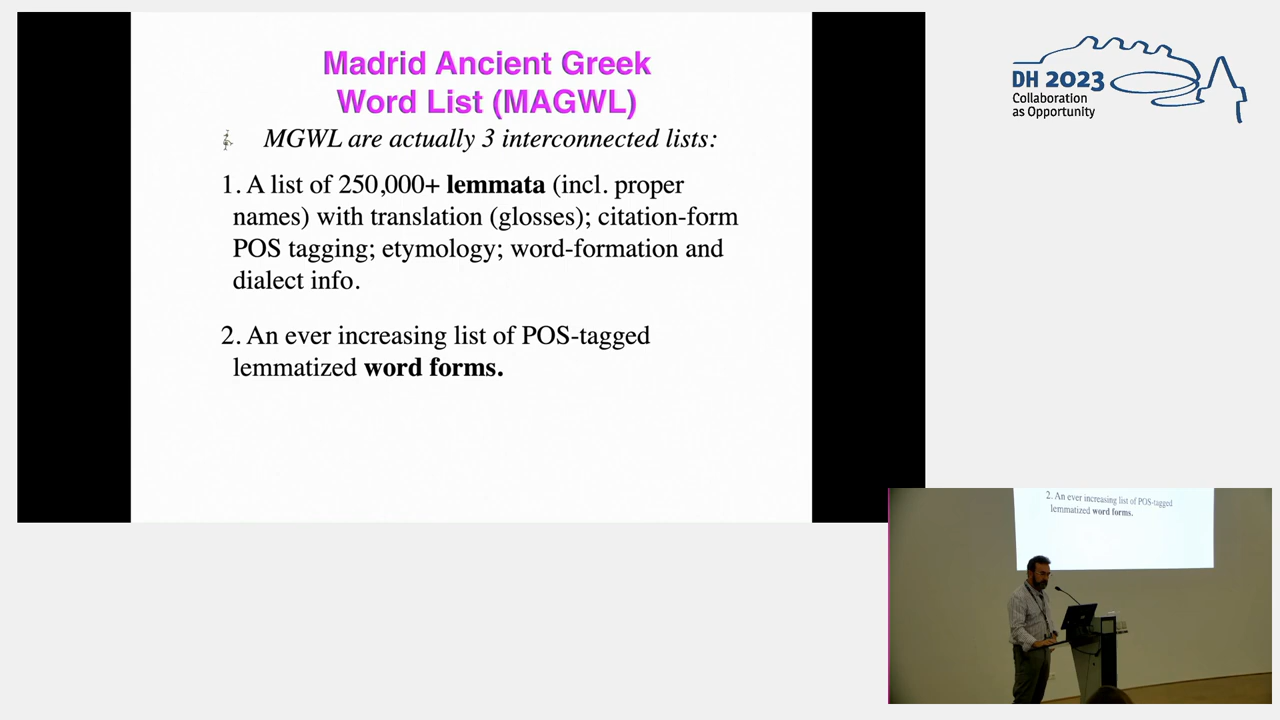 Madrid Ancient Greek
Word List (MAGWL)
MGWL are actually 3 interconnected lists:
1. A list of 250,000+ lemmata (incl. proper
names) with translation (glosses); citation-form
POS tagging; etymology; word-formation and
dialect info.
2. An ever increasing list of POS-tagged
lemmatized word forms.
DH 2023
Collaboration
as Opportunity
2. An ever increasing list of POS-tagged
lemmatized word forms.